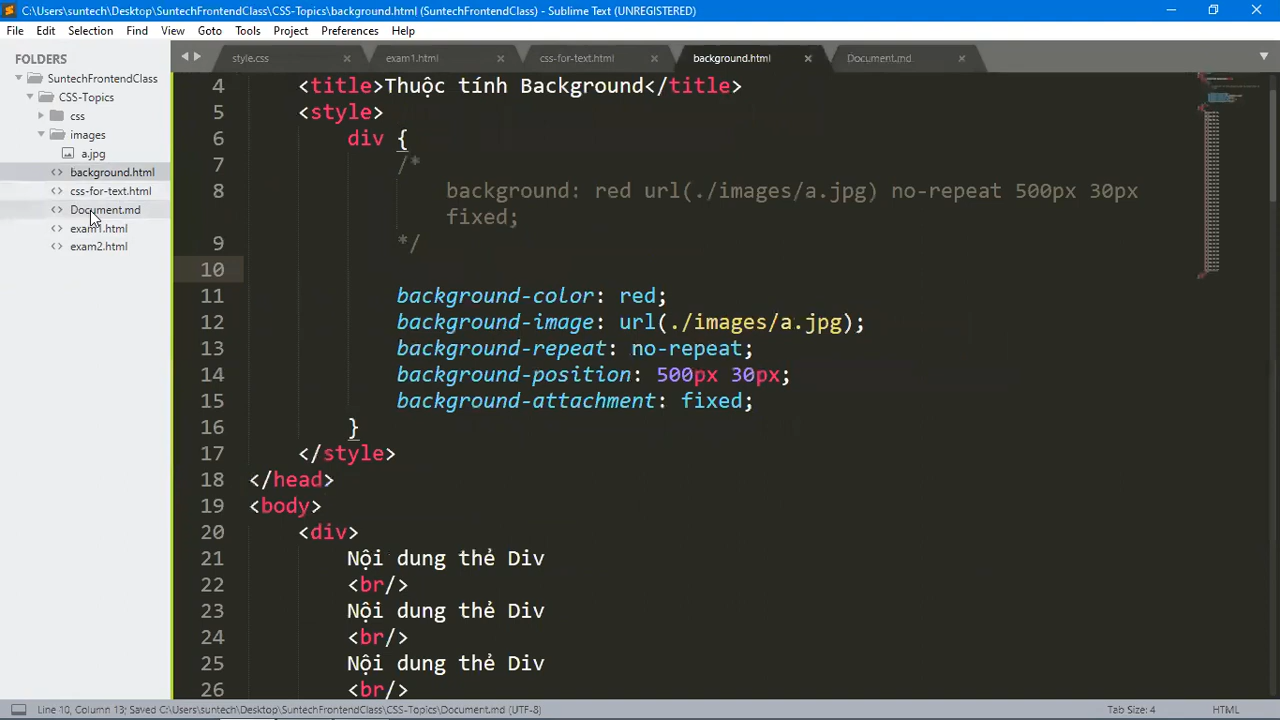 C:\Users\suntech\Desktop\SuntechFrontendClass\CSS-Topics\background.html (SuntechFrontendClass) - Sublime Text (UNREGISTERED)
File Edit Selection Find View Goto Tools Project Preferences Help
FOLDERS
SuntechFrontendClass
CSS-Topics
css
images
a.jpg
background.html
css-for-text.html
Document.md
exam1.html
exam2.html
style.css exam1.html css-for-text.html background.html Document.md
4 <title>Thuộc tính Background</title>
5 <style>
6 div {
7 /*
8 background: red url(./images/a.jpg) no-repeat 500px 30px
fixed;
9 */
10
11 background-color: red;
12 background-image: url(./images/a.jpg);
13 background-repeat: no-repeat;
14 background-position: 500px 30px;
15 background-attachment: fixed;
16 }
17 </style>
18 </head>
19 <body>
20 <div>
21 Nội dung thẻ Div
22 <br/>
23 Nội dung thẻ Div
24 <br/>
25 Nội dung thẻ Div
26 <br/>
Line 10, Column 13; Saved C:\Users\suntech\Desktop\SuntechFrontendClass\CSS-Topics\Document.md (UTF-8) Tab Size: 4 HTML